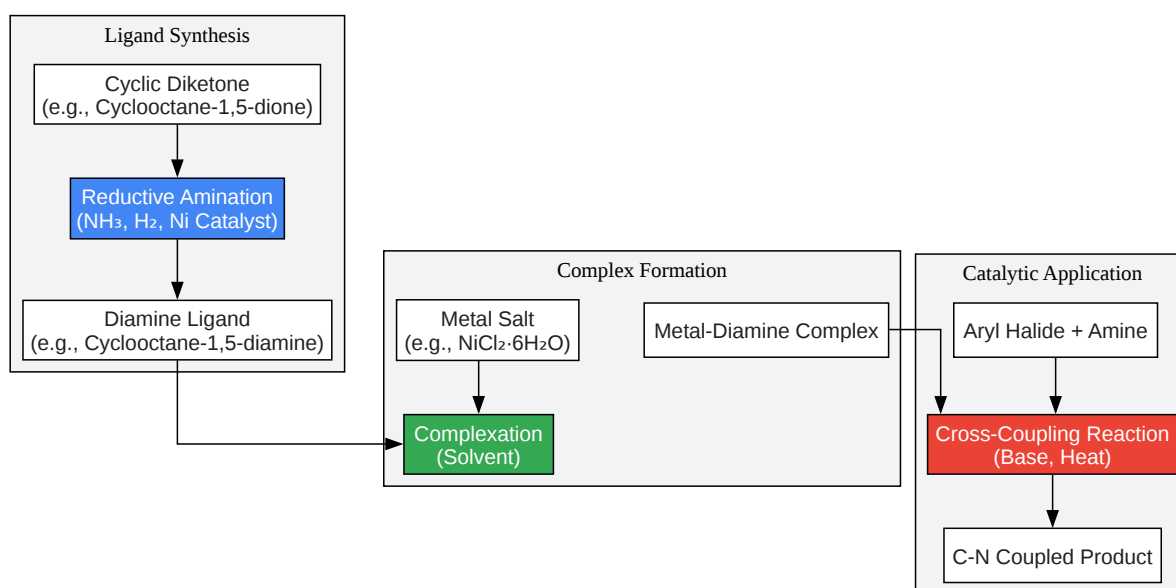 Ligand Synthesis
Cyclic Diketone
(e.g., Cyclooctane-1,5-dione)
Reductive Amination
(NH₃, H₂, Ni Catalyst)
Diamine Ligand
(e.g., Cyclooctane-1,5-diamine)
Complex Formation
Metal Salt
(e.g., NiCl₂·6H₂O)
Metal-Diamine Complex
Complexation
(Solvent)
Catalytic Application
Aryl Halide + Amine
Cross-Coupling Reaction
(Base, Heat)
C-N Coupled Product